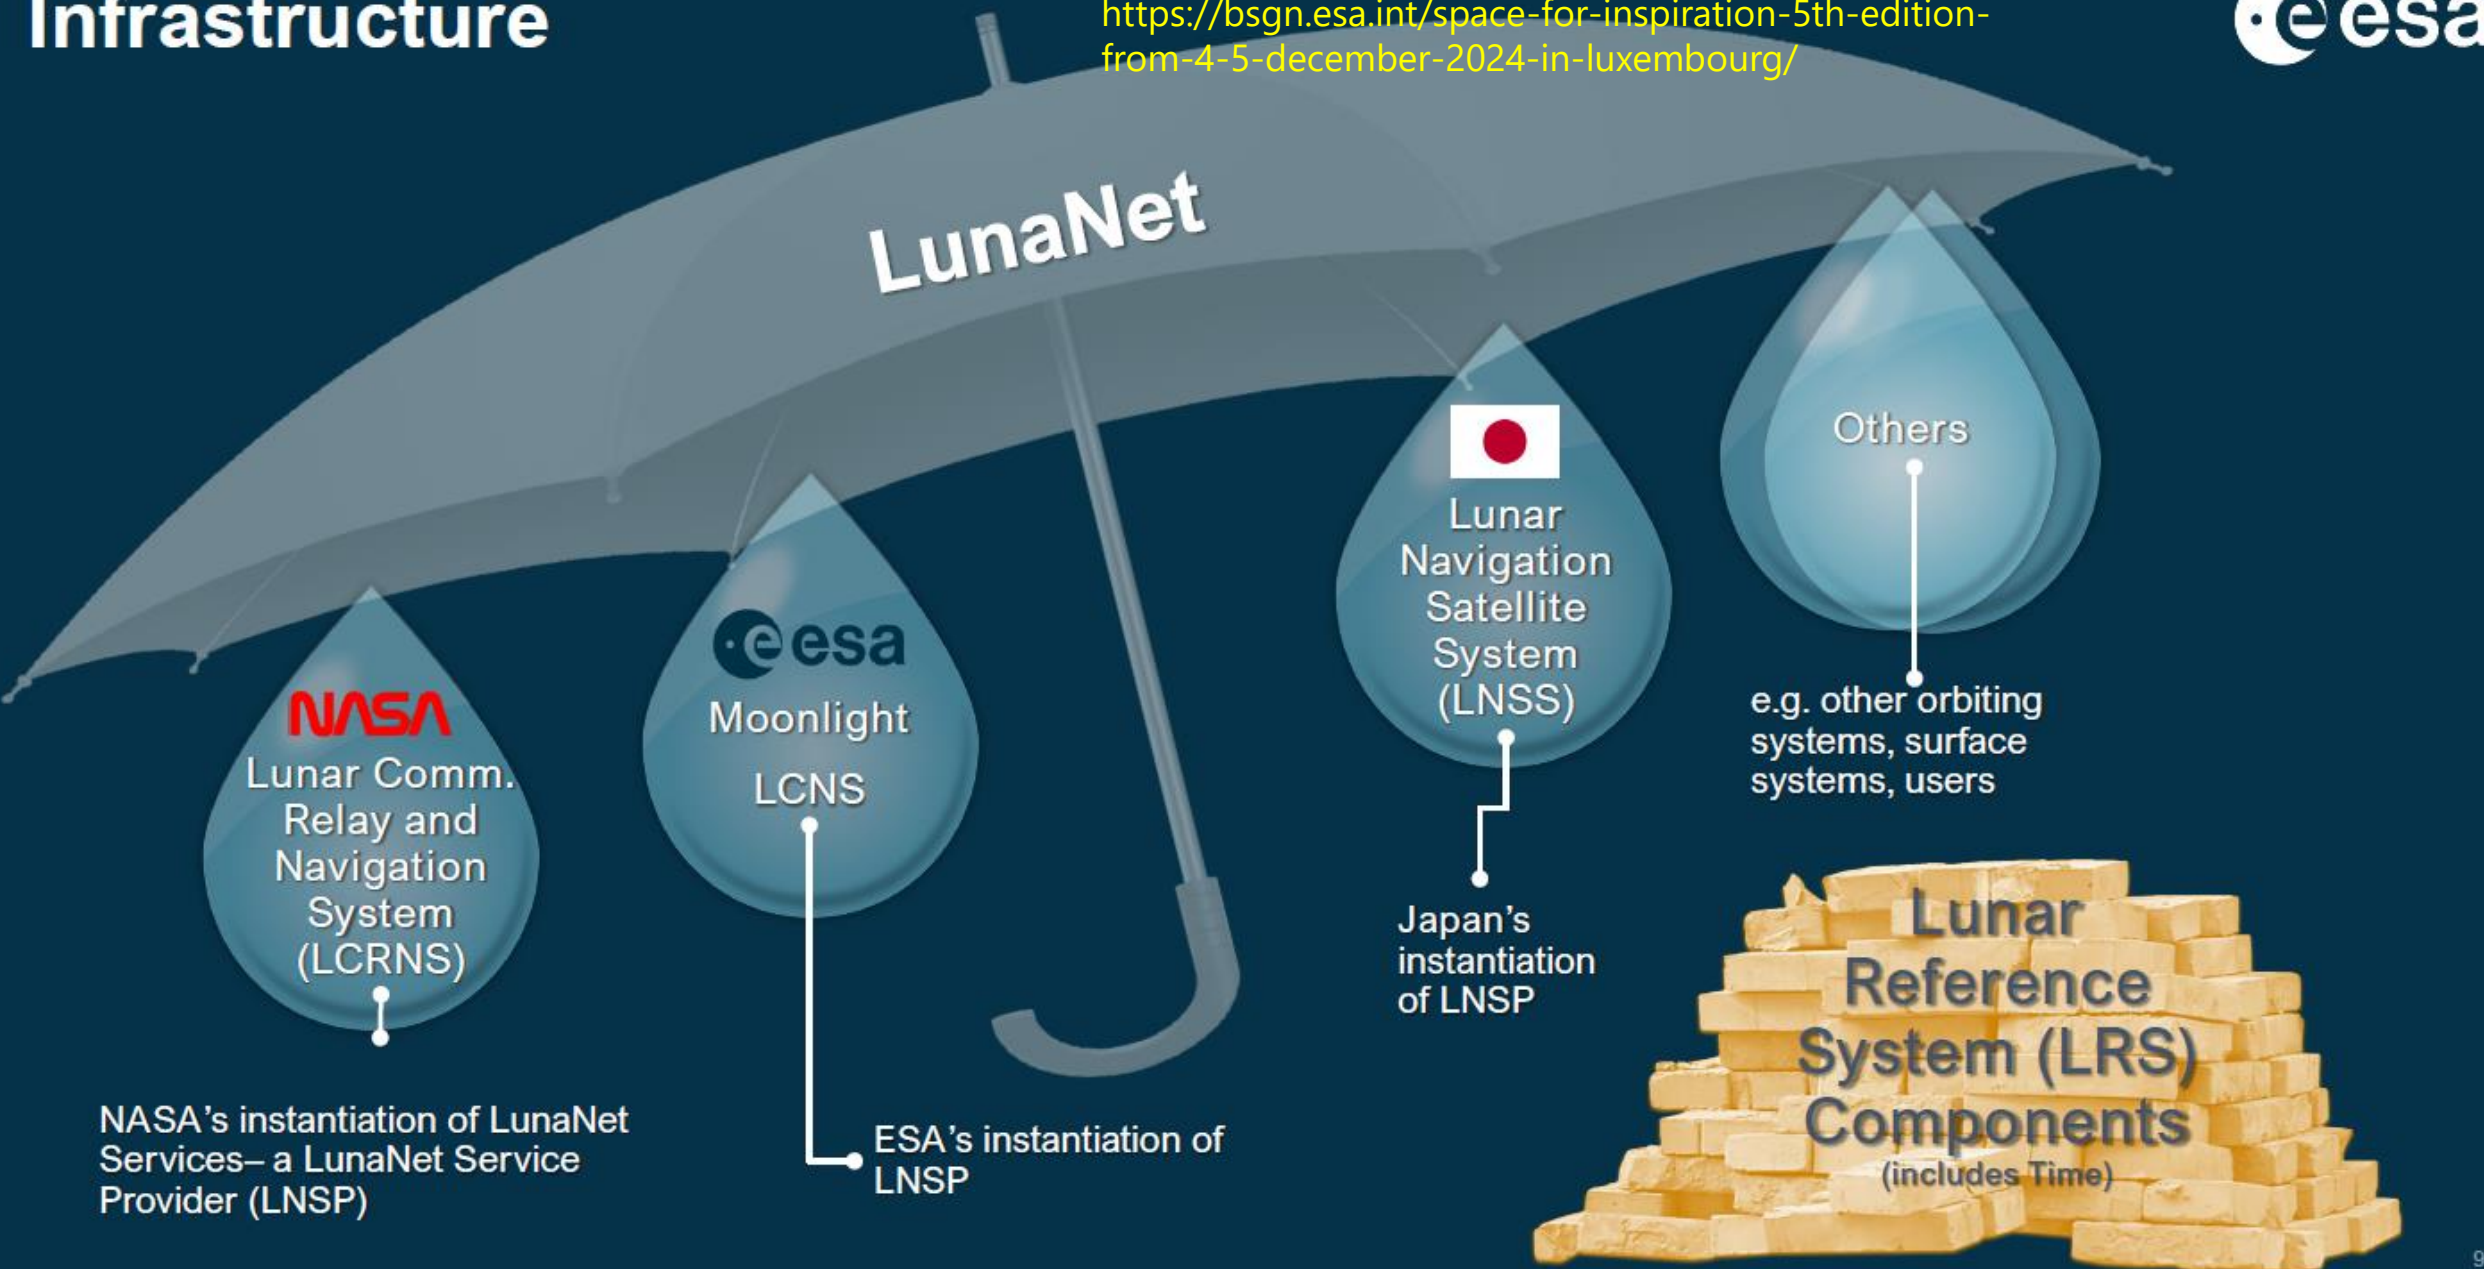 Infrastructure
https://bsgn.esa.int/space-for-inspiration-5th-edition-
from-4-5-december-2024-in-luxembourg/
esa
LunaNet
NASA
Lunar Comm.
Relay and
Navigation
System
(LCRNS)
NASA's instantiation of LunaNet
Services– a LunaNet Service
Provider (LNSP)
esa
Moonlight
LCNS
ESA's instantiation of
LNSP
Lunar
Navigation
Satellite
System
(LNSS)
Japan's
instantiation
of LNSP
Others
e.g. other orbiting
systems, surface
systems, users
Lunar
Reference
System (LRS)
Components
(includes Time)
9